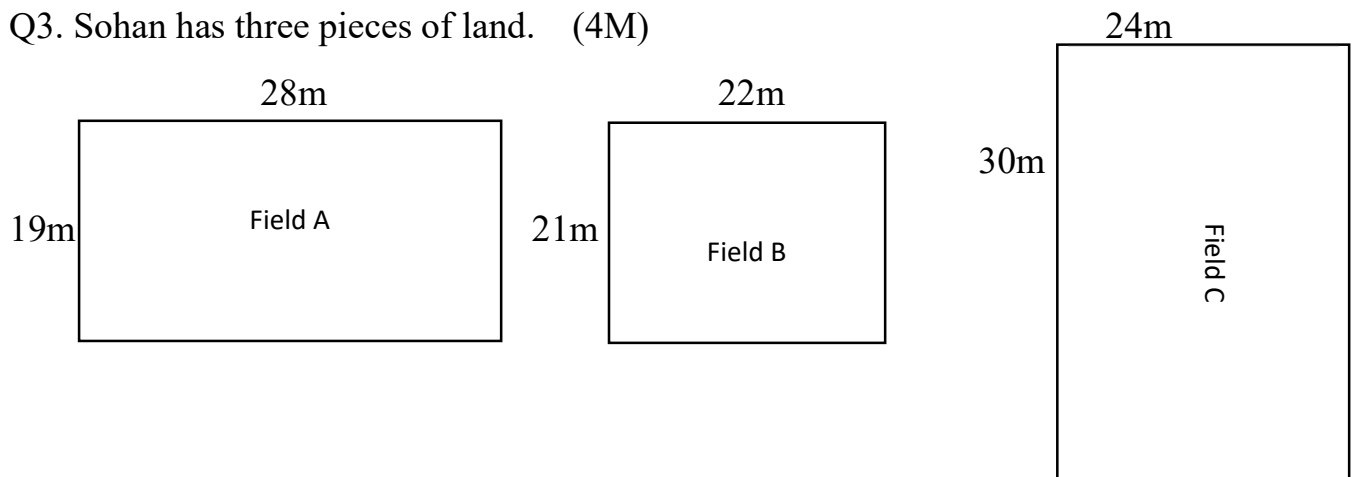 Q3. Sohan has three pieces of land. (4M)
24m
28m
22m
30m
19m
Field A
21m
Field B
Field C